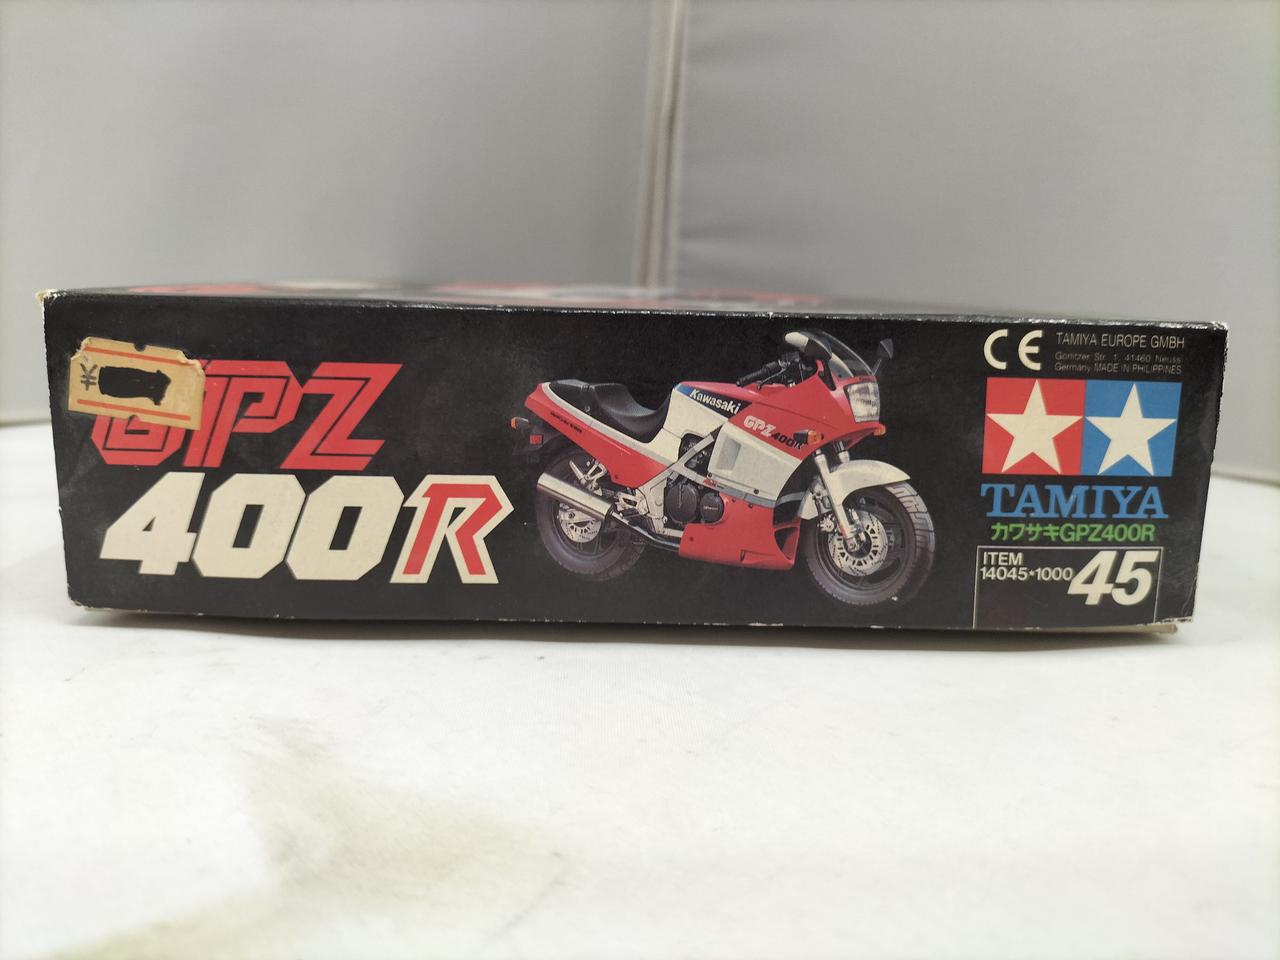 ¥
GPZ
400R
Kawasaki
GPZ400R
CE
TAMIYA EUROPE GMBH
Goritzer Str. 1, 41460 Neuss
Germany MADE IN PHILIPPINES
TAMIYA
カワサキGPZ400R
ITEM
14045*1000
45